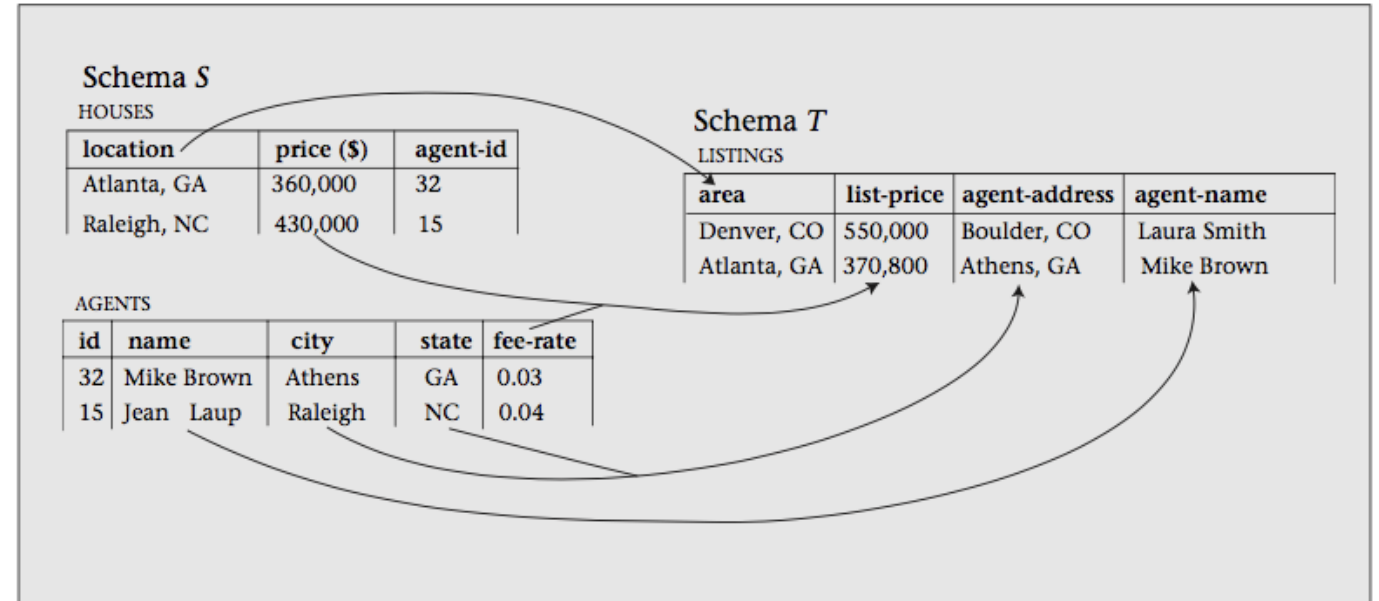 Schema S
HOUSES
location price ($) agent-id
Atlanta, GA 360,000 32
Raleigh, NC 430,000 15
AGENTS
id name city state fee-rate
32 Mike Brown Athens GA 0.03
15 Jean Laup Raleigh NC 0.04
Schema T
LISTINGS
area list-price agent-address agent-name
Denver, CO 550,000 Boulder, CO Laura Smith
Atlanta, GA 370,800 Athens, GA Mike Brown